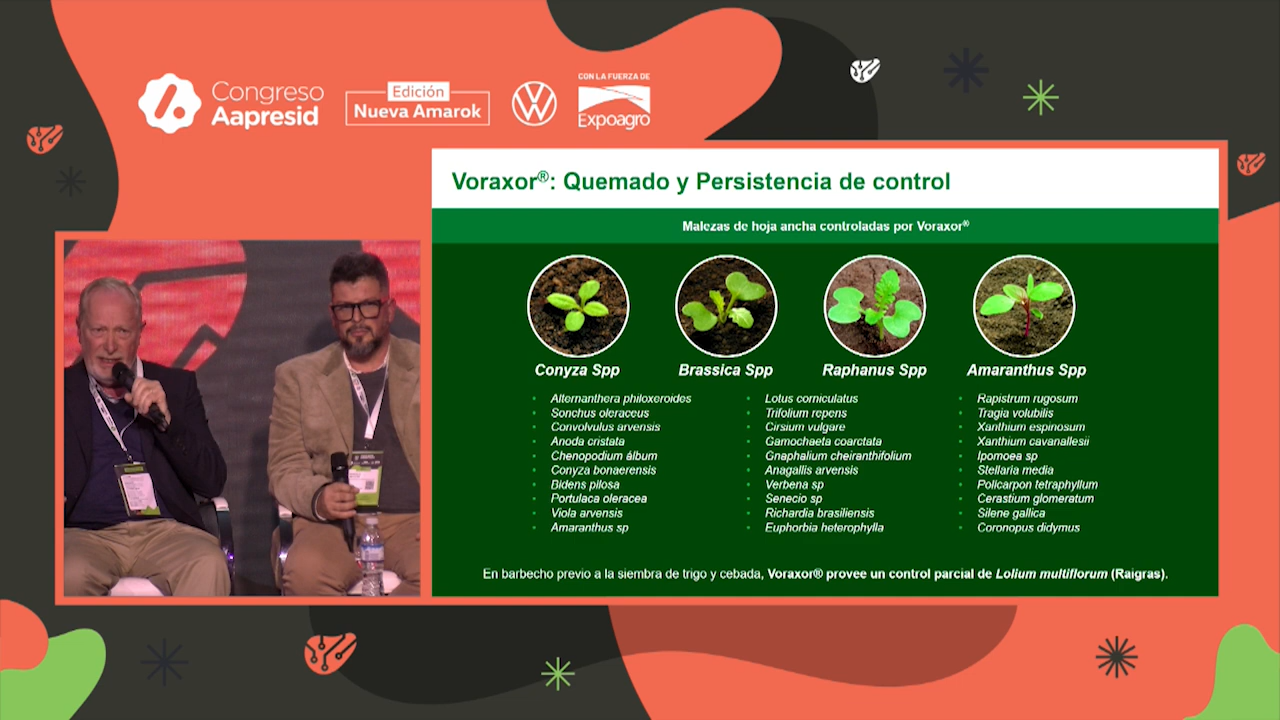 Congreso
Aapresid
Edición
Nueva Amarok
CON LA FUERZA DE
Expoagro
Voraxor®: Quemado y Persistencia de control
Malezas de hoja ancha controladas por Voraxor®
Conyza Spp
Brassica Spp
Raphanus Spp
Amaranthus Spp
Alternanthera philoxeroides
Sonchus oleraceus
Convolvulus arvensis
Anoda cristata
Chenopodium álbum
Conyza bonaerensis
Bidens pilosa
Portulaca oleracea
Viola arvensis
Amaranthus sp
Lotus corniculatus
Trifolium repens
Cirsium vulgare
Gamochaeta coarctata
Gnaphalium cheiranthifolium
Anagallis arvensis
Verbena sp
Senecio sp
Richardia brasiliensis
Euphorbia heterophylla
Rapistrum rugosum
Tragia volubilis
Xanthium espinosum
Xanthium cavanallesii
Ipomoea sp
Stellaria media
Policarpon tetraphyllum
Cerastium glomeratum
Silene gallica
Coronopus didymus
En barbecho previo a la siembra de trigo y cebada, Voraxor® provee un control parcial de Lolium multiflorum (Raigras).